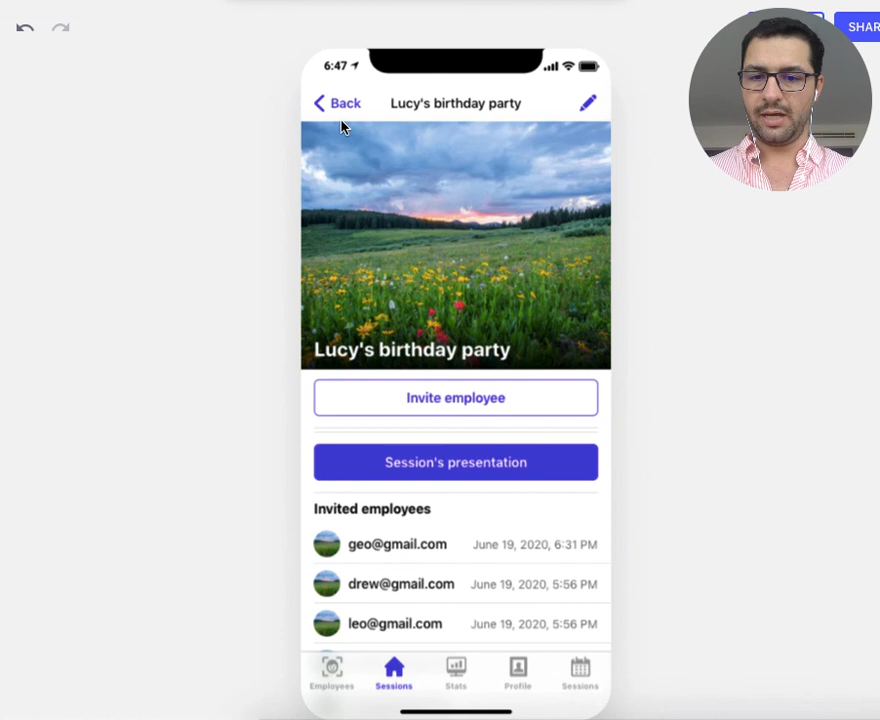 SHAR
6:47
Back
Lucy's birthday party
Lucy's birthday party
Invite employee
Session's presentation
Invited employees
geo@gmail.com June 19, 2020, 6:31 PM
drew@gmail.com June 19, 2020, 5:56 PM
leo@gmail.com June 19, 2020, 5:56 PM
Employees Sessions Stats Profile Sessions